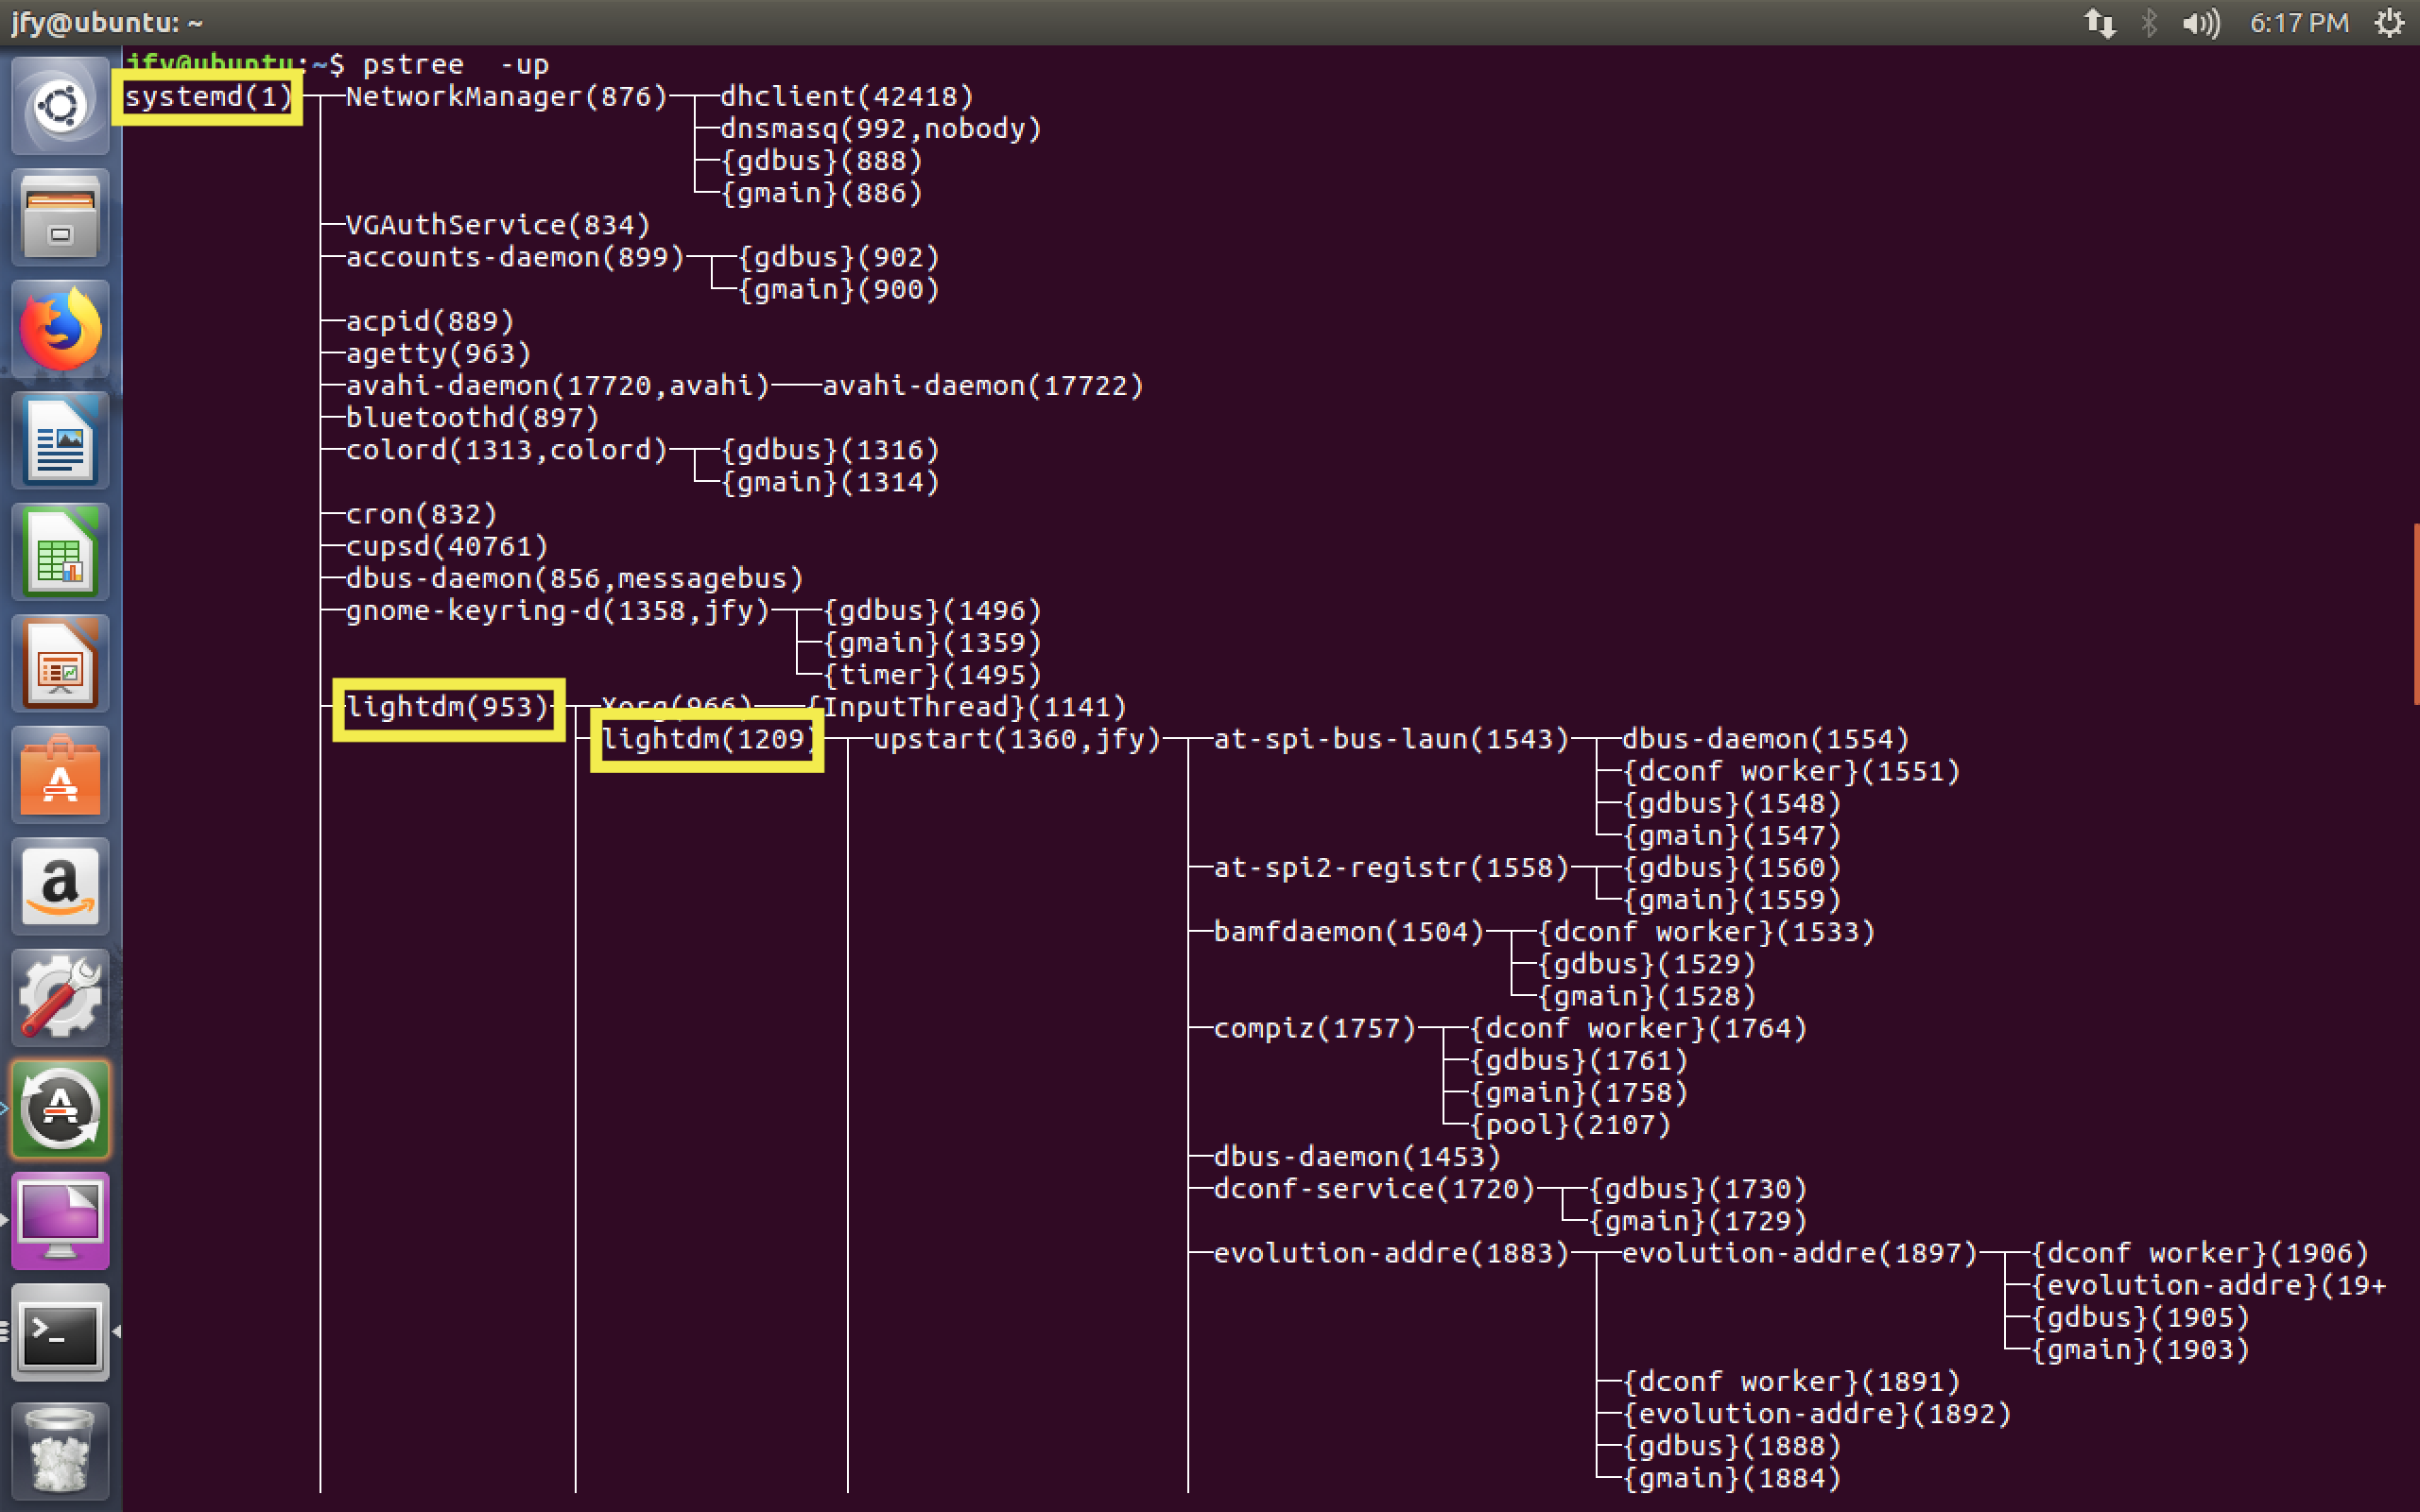 jfy@ubuntu: ~ 6:17 PM
jfy@ubuntu:~$ pstree  -up
systemd(1)─┬─NetworkManager(876)─┬─dhclient(42418)
├─dnsmasq(992,nobody)
├─{gdbus}(888)
└─{gmain}(886)
├─VGAuthService(834)
├─accounts-daemon(899)─┬─{gdbus}(902)
└─{gmain}(900)
├─acpid(889)
├─agetty(963)
├─avahi-daemon(17720,avahi)───avahi-daemon(17722)
├─bluetoothd(897)
├─colord(1313,colord)─┬─{gdbus}(1316)
└─{gmain}(1314)
├─cron(832)
├─cupsd(40761)
├─dbus-daemon(856,messagebus)
├─gnome-keyring-d(1358,jfy)─┬─{gdbus}(1496)
├─{gmain}(1359)
└─{timer}(1495)
├─lightdm(953)─┬─Xorg(966)───{InputThread}(1141)
├─lightdm(1209)─┬─upstart(1360,jfy)─┬─at-spi-bus-laun(1543)─┬─dbus-daemon(1554)
├─{dconf worker}(1551)
├─{gdbus}(1548)
└─{gmain}(1547)
├─at-spi2-registr(1558)─┬─{gdbus}(1560)
└─{gmain}(1559)
├─bamfdaemon(1504)─┬─{dconf worker}(1533)
├─{gdbus}(1529)
└─{gmain}(1528)
├─compiz(1757)─┬─{dconf worker}(1764)
├─{gdbus}(1761)
├─{gmain}(1758)
└─{pool}(2107)
├─dbus-daemon(1453)
├─dconf-service(1720)─┬─{gdbus}(1730)
└─{gmain}(1729)
├─evolution-addre(1883)─┬─evolution-addre(1897)─┬─{dconf worker}(1906)
├─{evolution-addre}(19+
├─{gdbus}(1905)
└─{gmain}(1903)
├─{dconf worker}(1891)
├─{evolution-addre}(1892)
├─{gdbus}(1888)
└─{gmain}(1884)